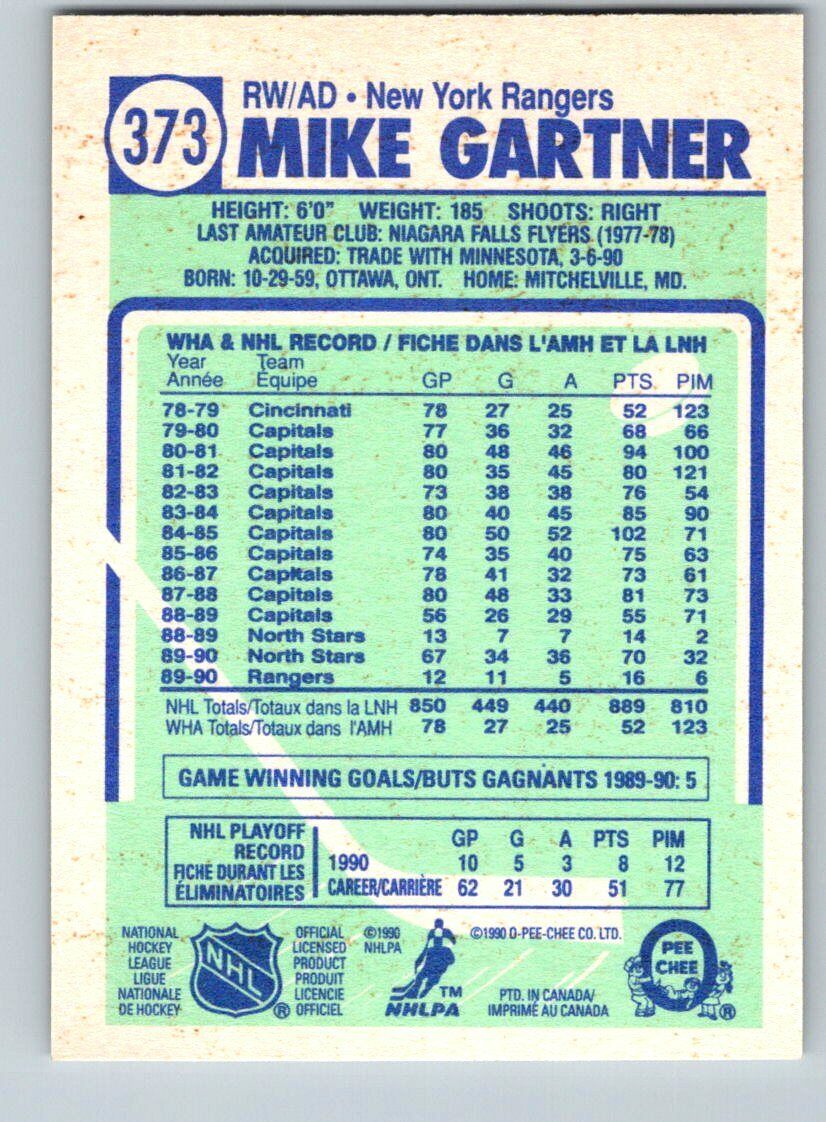 373
RW/AD • New York Rangers
MIKE GARTNER
HEIGHT: 6'0" WEIGHT: 185 SHOOTS: RIGHT
LAST AMATEUR CLUB: NIAGARA FALLS FLYERS (1977-78)
ACQUIRED: TRADE WITH MINNESOTA, 3-6-90
BORN: 10-29-59, OTTAWA, ONT. HOME: MITCHELVILLE, MD.
WHA & NHL RECORD / FICHE DANS L'AMH ET LA LNH
Year Team
Année Équipe GP G A PTS PIM
78-79 Cincinnati 78 27 25 52 123
79-80 Capitals 77 36 32 68 66
80-81 Capitals 80 48 46 94 100
81-82 Capitals 80 35 45 80 121
82-83 Capitals 73 38 38 76 54
83-84 Capitals 80 40 45 85 90
84-85 Capitals 80 50 52 102 71
85-86 Capitals 74 35 40 75 63
86-87 Capitals 78 41 32 73 61
87-88 Capitals 80 48 33 81 73
88-89 Capitals 56 26 29 55 71
88-89 North Stars 13 7 7 14 2
89-90 North Stars 67 34 36 70 32
89-90 Rangers 12 11 5 16 6
NHL Totals/Totaux dans la LNH 850 449 440 889 810
WHA Totals/Totaux dans l'AMH 78 27 25 52 123
GAME WINNING GOALS/BUTS GAGNANTS 1989-90: 5
NHL PLAYOFF
RECORD
FICHE DURANT LES
ÉLIMINATOIRES
GP G A PTS PIM
1990 10 5 3 8 12
CAREER/CARRIÈRE 62 21 30 51 77
NATIONAL
HOCKEY
LEAGUE
LIGUE
NATIONALE
DE HOCKEY
NHL
®
OFFICIAL
LICENSED
PRODUCT
PRODUIT
LICENCIE
OFFICIEL
©1990
NHLPA
TM
NHLPA
©1990 O-PEE-CHEE CO. LTD.
PTD. IN CANADA/
IMPRIMÉ AU CANADA
O
PEE
CHEE
®